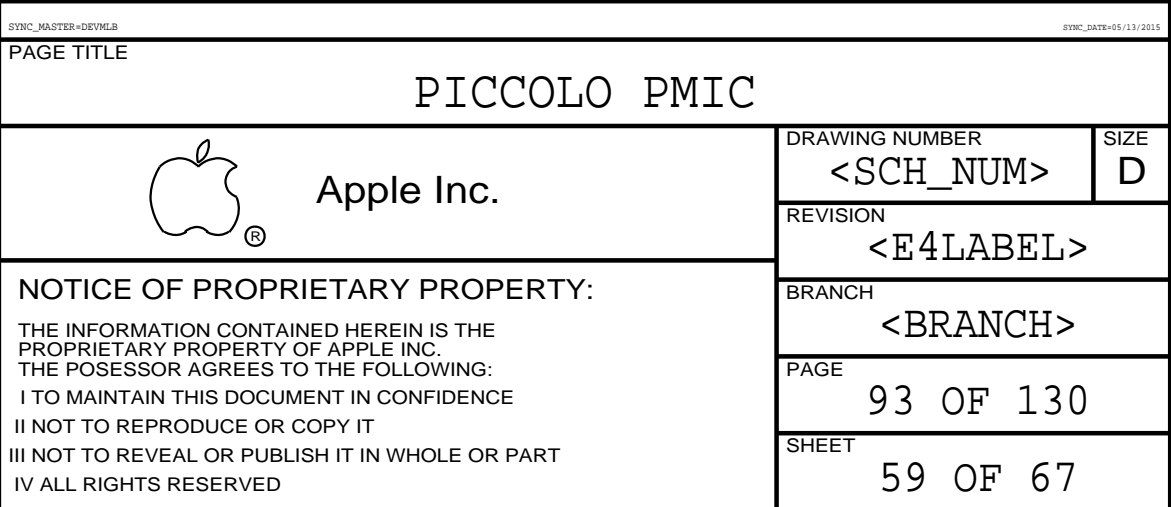 SYNC_MASTER=DEVMLB
SYNC_DATE=05/13/2015
PAGE TITLE
PICCOLO PMIC
Apple Inc.
®
DRAWING NUMBER
<SCH_NUM>
SIZE
D
REVISION
<E4LABEL>
NOTICE OF PROPRIETARY PROPERTY:
THE INFORMATION CONTAINED HEREIN IS THE
PROPRIETARY PROPERTY OF APPLE INC.
THE POSESSOR AGREES TO THE FOLLOWING:
I TO MAINTAIN THIS DOCUMENT IN CONFIDENCE
II NOT TO REPRODUCE OR COPY IT
III NOT TO REVEAL OR PUBLISH IT IN WHOLE OR PART
IV ALL RIGHTS RESERVED
BRANCH
<BRANCH>
PAGE
93 OF 130
SHEET
59 OF 67